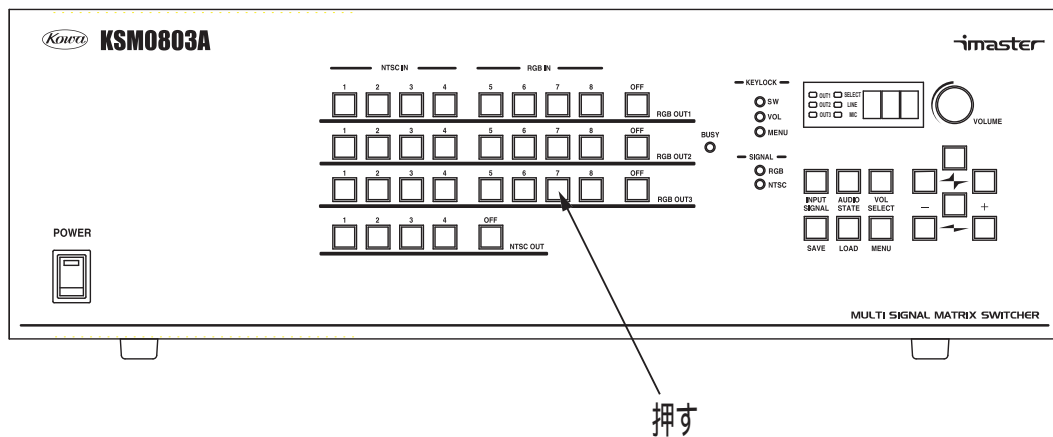 Kowa KSM0803A
imaster
NTSC IN RGB IN
1 2 3 4 5 6 7 8 OFF
RGB OUT1
1 2 3 4 5 6 7 8 OFF
RGB OUT2
1 2 3 4 5 6 7 8 OFF
RGB OUT3
1 2 3 4 OFF
NTSC OUT
POWER
BUSY
KEYLOCK
SW
VOL
MENU
SIGNAL
RGB
NTSC
OUT1 SELECT
OUT2 LINE
OUT3 MIC
VOLUME
INPUT SIGNAL
AUDIO STATE
VOL SELECT
SAVE LOAD MENU
− +
MULTI SIGNAL MATRIX SWITCHER
押す